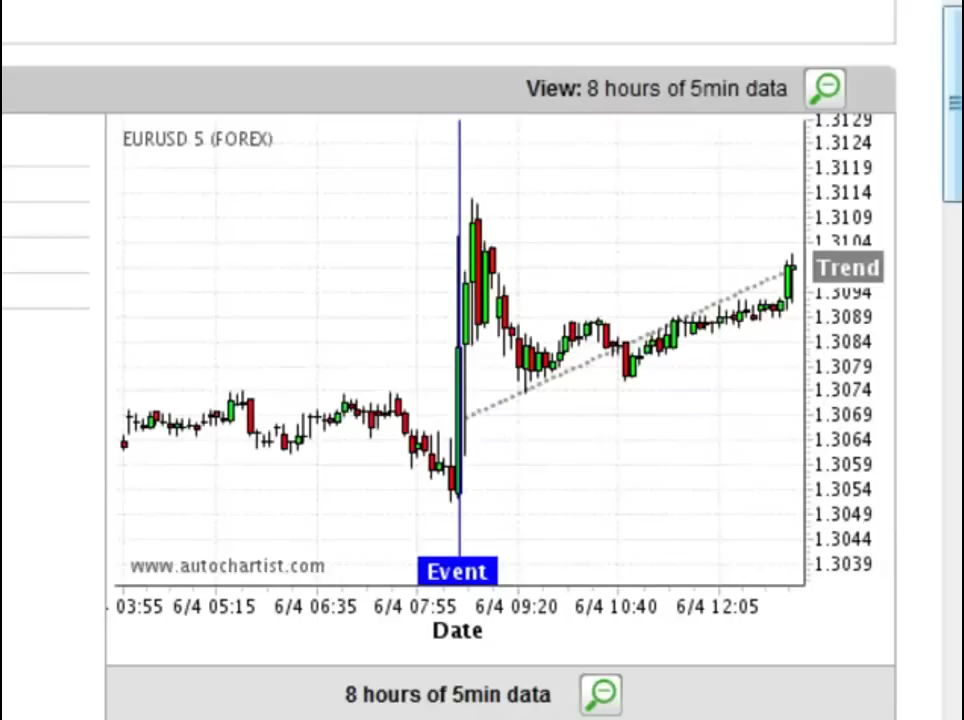 View: 8 hours of 5min data
EURUSD 5 (FOREX)
1.3129
1.3124
1.3119
1.3114
1.3109
1.3104
Trend
1.3094
1.3089
1.3084
1.3079
1.3074
1.3069
1.3064
1.3059
1.3054
1.3049
1.3044
1.3039
www.autochartist.com
Event
03:55 6/4 05:15 6/4 06:35 6/4 07:55 6/4 09:20 6/4 10:40 6/4 12:05
Date
8 hours of 5min data